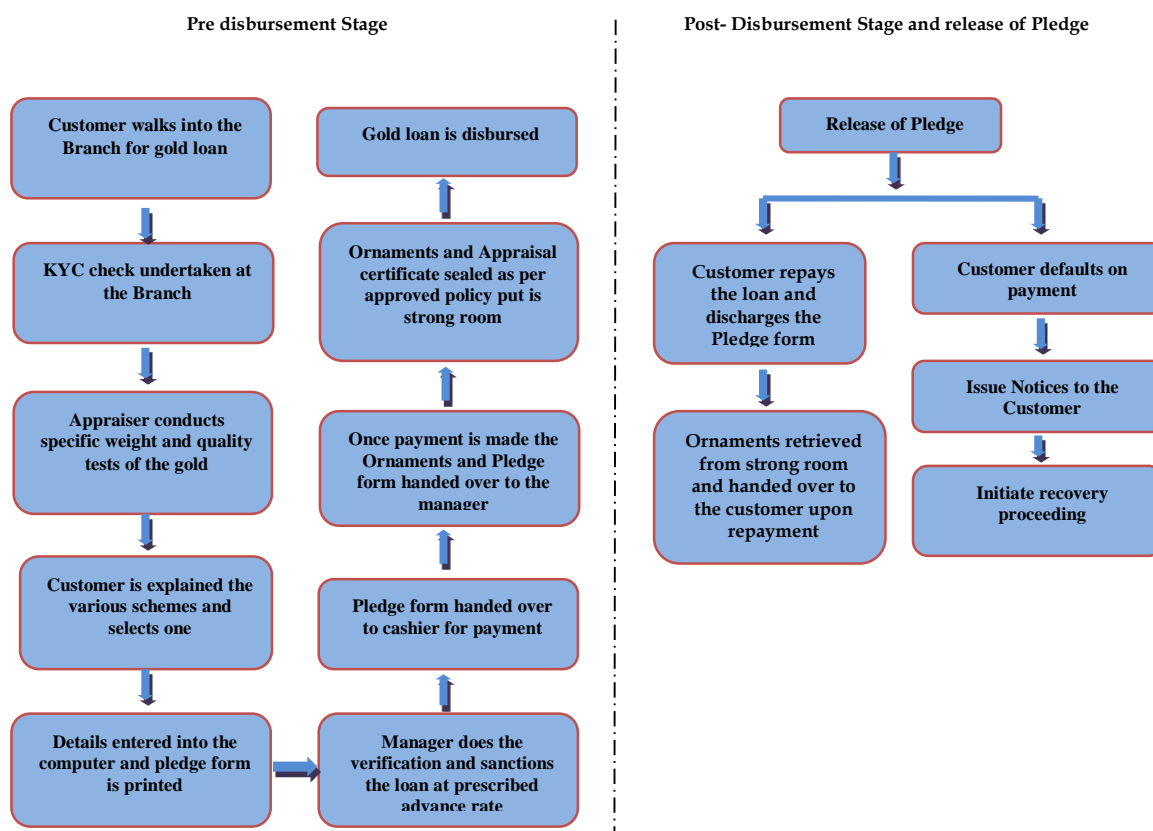 Pre disbursement Stage
Customer walks into the
Branch for gold loan
KYC check undertaken at
the Branch
Appraiser conducts
specific weight and quality
tests of the gold
Customer is explained the
various schemes and
selects one
Details entered into the
computer and pledge form
is printed
Manager does the
verification and sanctions
the loan at prescribed
advance rate
Pledge form handed over
to cashier for payment
Once payment is made the
Ornaments and Pledge
form handed over to the
manager
Ornaments and Appraisal
certificate sealed as per
approved policy put is
strong room
Gold loan is disbursed
Post- Disbursement Stage and release of Pledge
Release of Pledge
Customer repays
the loan and
discharges the
Pledge form
Ornaments retrieved
from strong room
and handed over to
the customer upon
repayment
Customer defaults on
payment
Issue Notices to the
Customer
Initiate recovery
proceeding